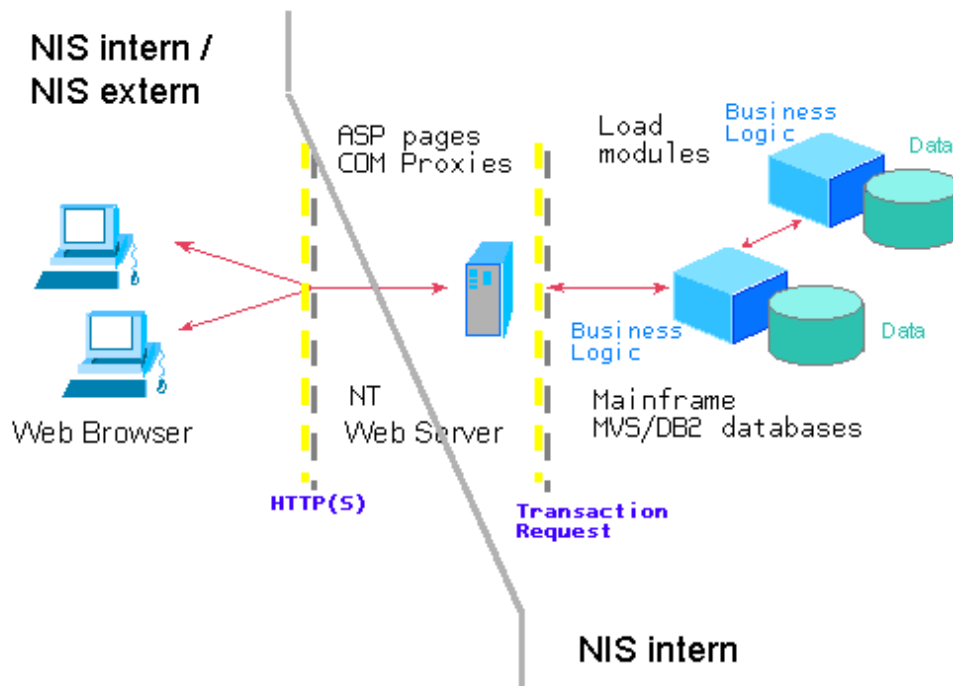 NIS intern /
NIS extern
ASP pages
COM Proxies
Load
modules
Business
Logic
Data
Business
Logic
Data
Web Browser
NT
Web Server
Mainframe
MVS/DB2 databases
HTTP(S)
Transaction
Request
NIS intern